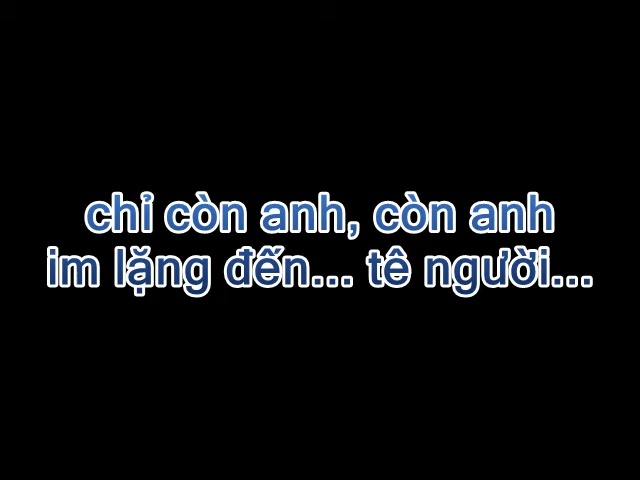 chỉ còn anh, còn anh
im lặng đến... tê người...